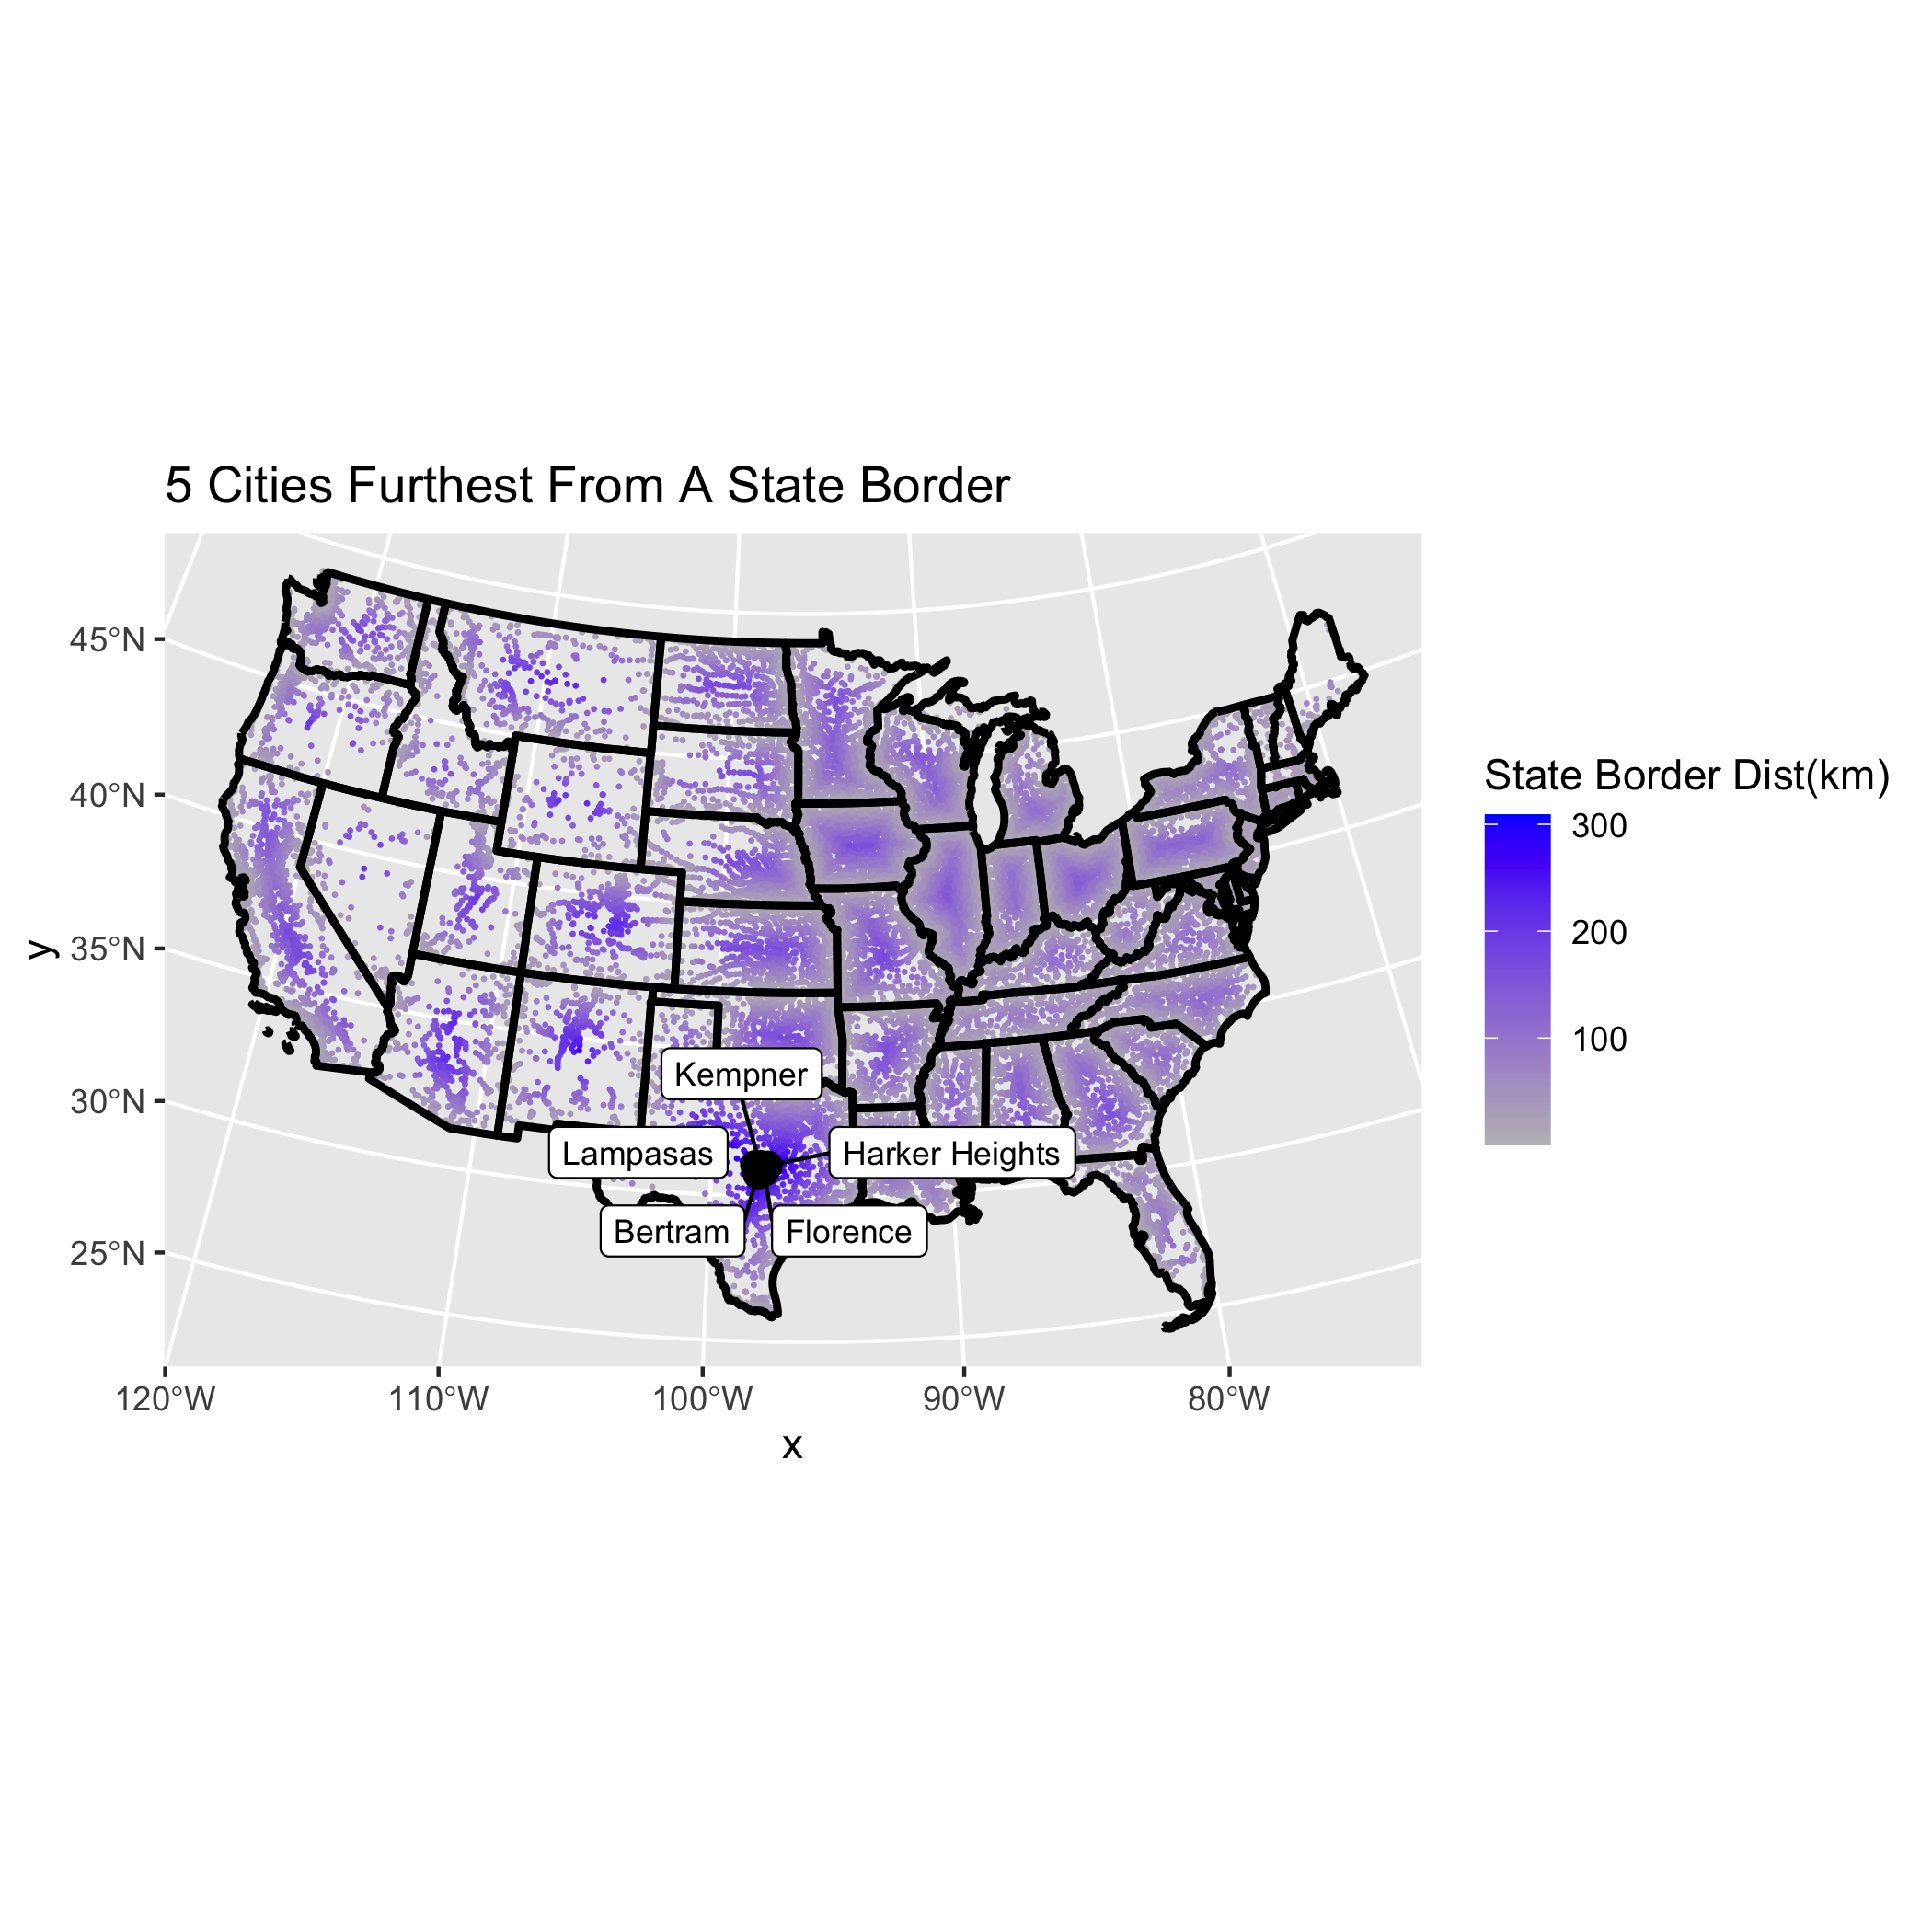 5 Cities Furthest From A State Border
45°N
40°N
35°N
30°N
25°N
y
Kempner
Lampasas
Harker Heights
Bertram
Florence
120°W
110°W
100°W
90°W
80°W
x
State Border Dist(km)
300
200
100